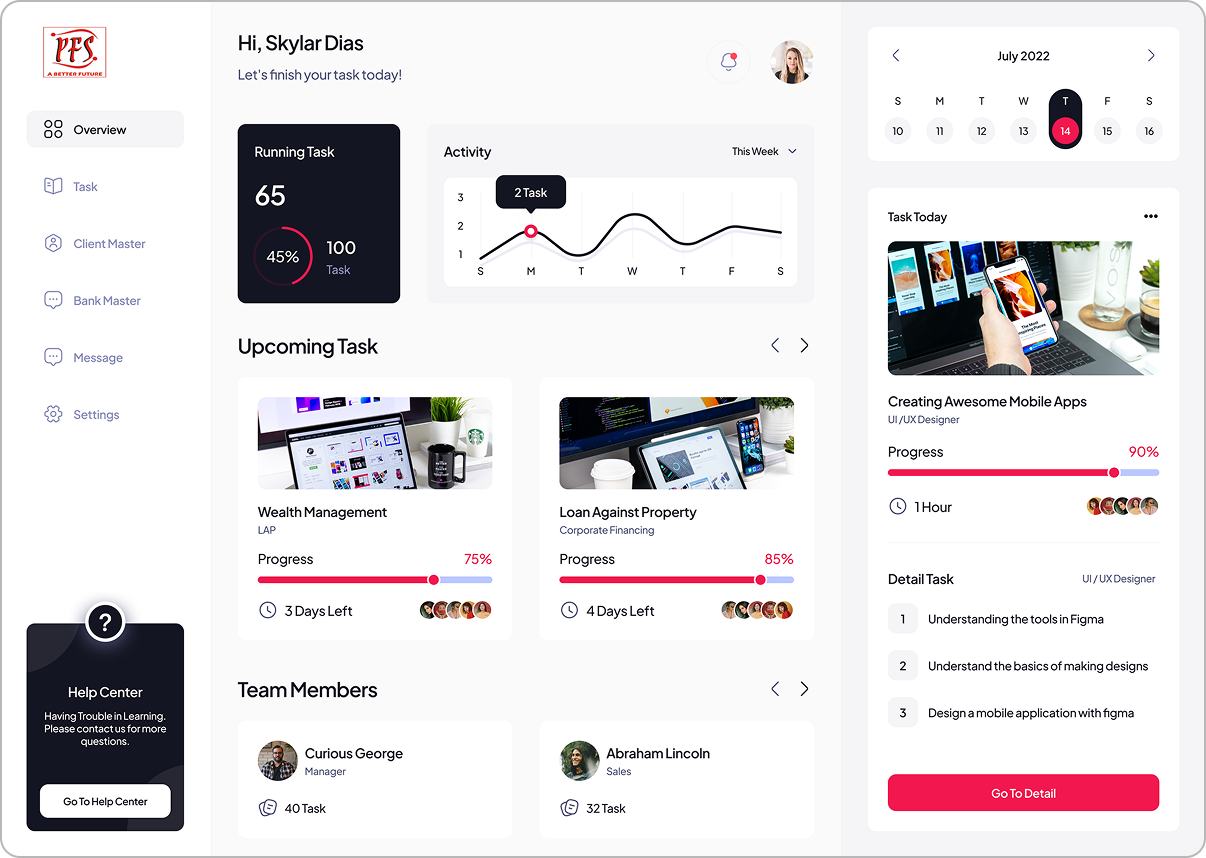 PFS.
A BETTER FUTURE
Overview
Task
Client Master
Bank Master
Message
Settings
?
Help Center
Having Trouble in Learning.
Please contact us for more
questions.
Go To Help Center
Hi, Skylar Dias
Let's finish your task today!
Running Task
65
45%
100
Task
Activity
This Week
3
2
1
2 Task
S M T W T F S
Upcoming Task
Wealth Management
LAP
Progress 75%
3 Days Left
Loan Against Property
Corporate Financing
Progress 85%
4 Days Left
Team Members
Curious George
Manager
40 Task
Abraham Lincoln
Sales
32 Task
July 2022
S M T W T F S
10 11 12 13 14 15 16
Task Today
•••
Creating Awesome Mobile Apps
UI /UX Designer
Progress 90%
1 Hour
Detail Task UI / UX Designer
1 Understanding the tools in Figma
2 Understand the basics of making designs
3 Design a mobile application with figma
Go To Detail